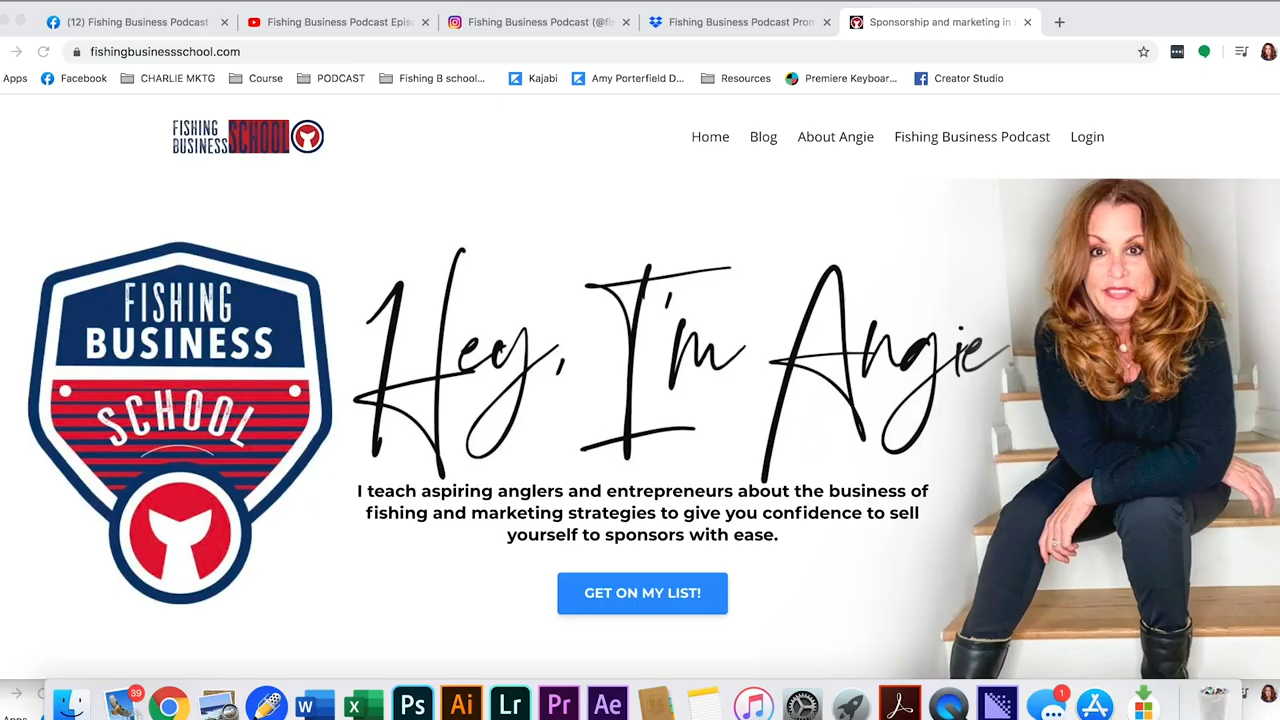 (12) Fishing Business Podcast
Fishing Business Podcast Epis
Fishing Business Podcast (@fi
Fishing Business Podcast Pron
Sponsorship and marketing in
fishingbusinessschool.com
Apps
Facebook
CHARLIE MKTG
Course
PODCAST
Fishing B school...
Kajabi
Amy Porterfield D...
Resources
Premiere Keyboar...
Creator Studio
FISHING
BUSINESS SCHOOL
Home
Blog
About Angie
Fishing Business Podcast
Login
FISHING
BUSINESS
SCHOOL
Hey, I'm Angie
I teach aspiring anglers and entrepreneurs about the business of
fishing and marketing strategies to give you confidence to sell
yourself to sponsors with ease.
GET ON MY LIST!
39
W
X
Ps
Ai
Lr
Pr
Ae
1
Apps